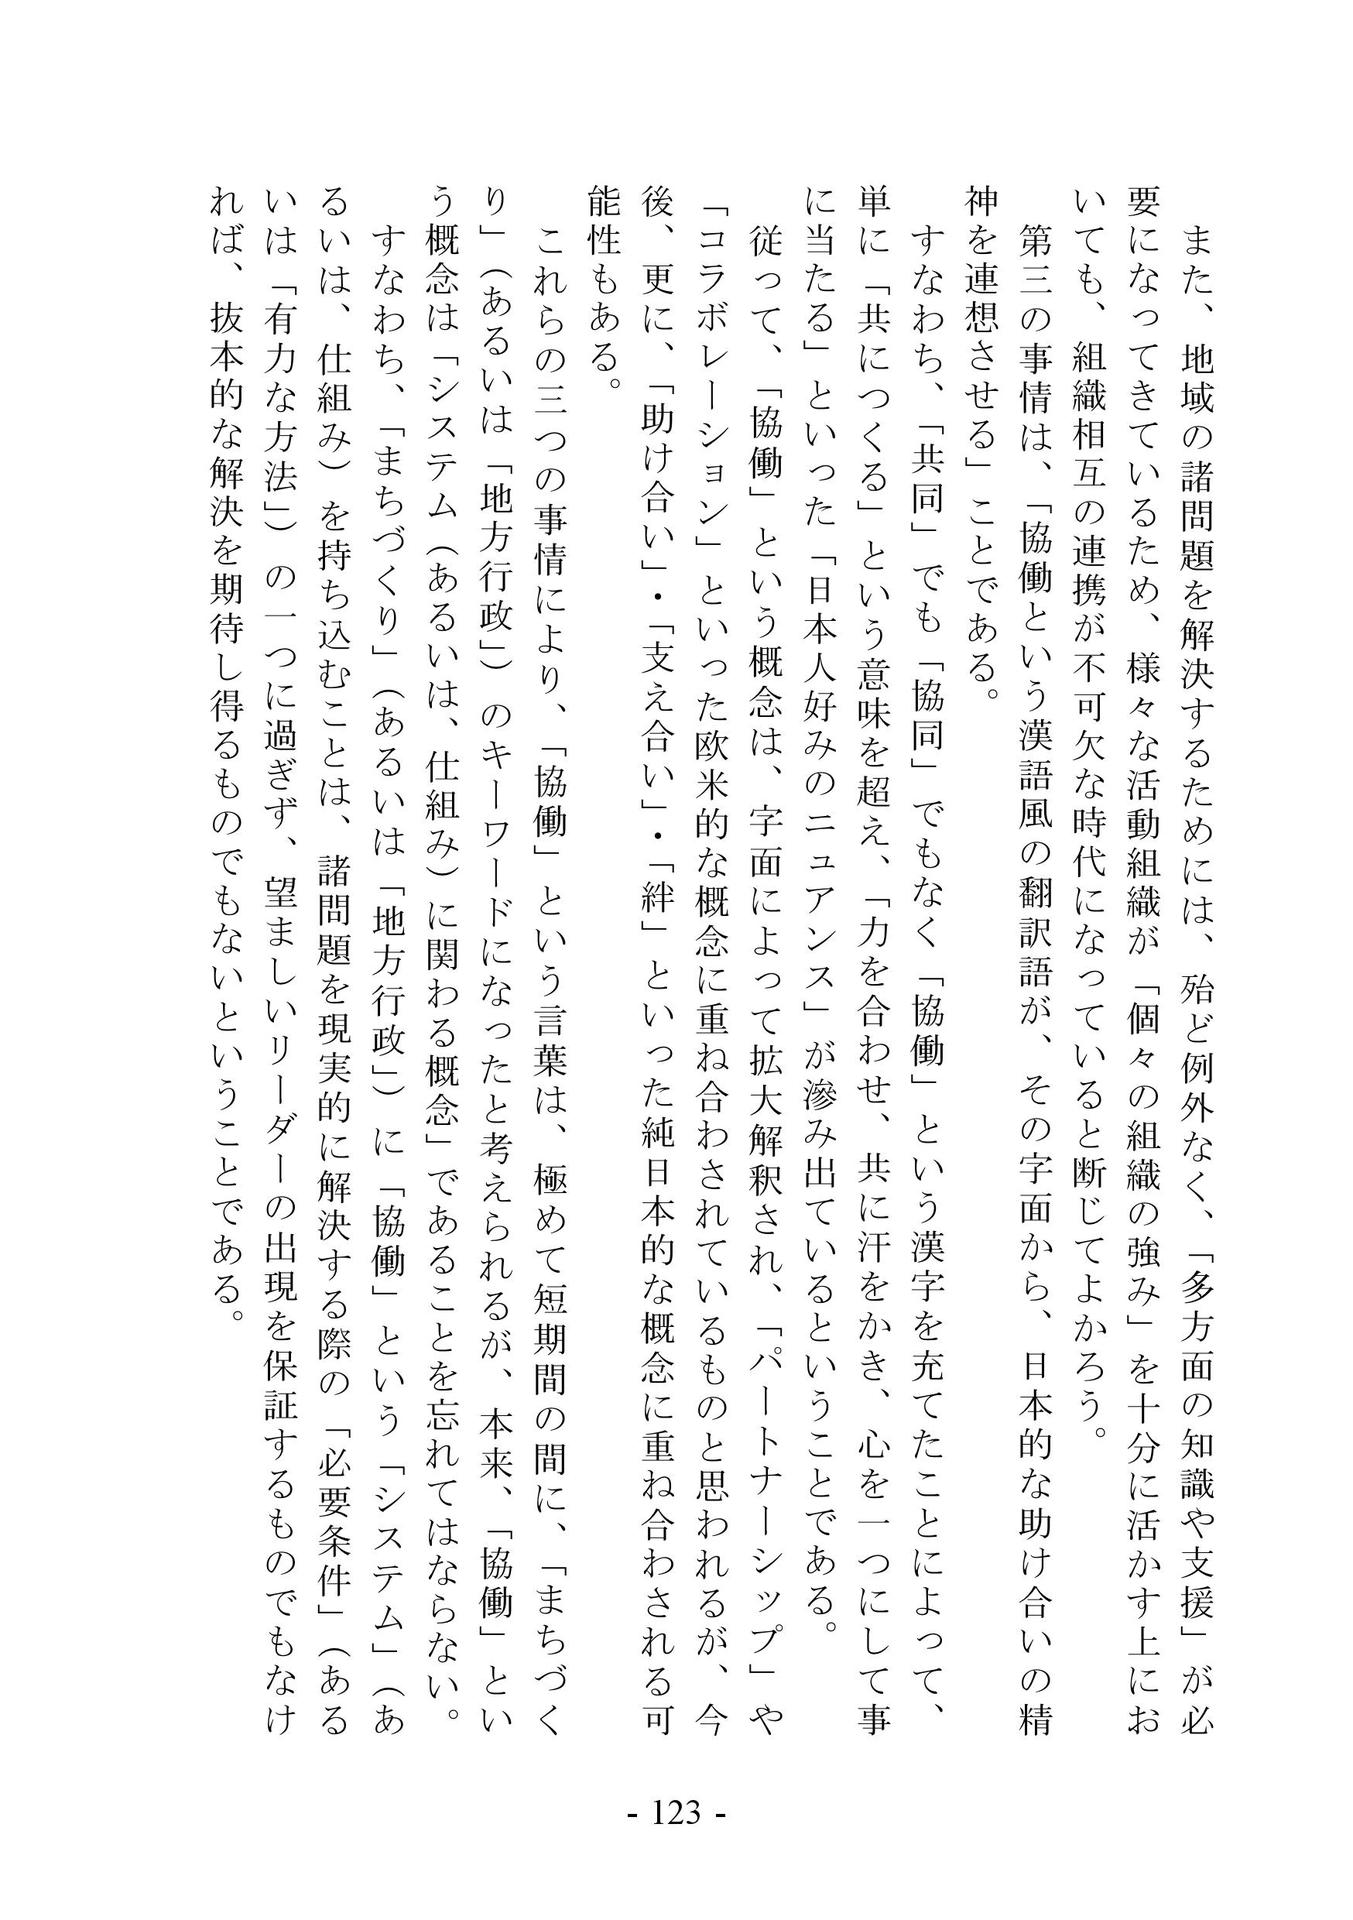 また、地域の諸問題を解決するためには、殆ど例外なく、「多方面の知識や支援」が必
要になってきているため、様々な活動組織が「個々の組織の強み」を十分に活かす上にお
いても、組織相互の連携が不可欠な時代になっていると断じてよかろう。
　第三の事情は、「協働という漢語風の翻訳語が、その字面から、日本的な助け合いの精
神を連想させる」ことである。
　すなわち、「共同」でも「協同」でもなく「協働」という漢字を充てたことによって、
単に「共につくる」という意味を超え、「力を合わせ、共に汗をかき、心を一つにして事
に当たる」といった「日本人好みのニュアンス」が滲み出ているということである。
　従って、「協働」という概念は、字面によって拡大解釈され、「パートナーシップ」や
「コラボレーション」といった欧米的な概念に重ね合わされているものと思われるが、今
後、更に、「助け合い」・「支え合い」・「絆」といった純日本的な概念に重ね合わされる可
能性もある。
　これらの三つの事情により、「協働」という言葉は、極めて短期間の間に、「まちづく
り」（あるいは「地方行政」）のキーワードになったと考えられるが、本来、「協働」とい
う概念は「システム（あるいは、仕組み）に関わる概念」であることを忘れてはならない。
　すなわち、「まちづくり」（あるいは「地方行政」）に「協働」という「システム」（あ
るいは、仕組み）を持ち込むことは、諸問題を現実的に解決する際の「必要条件」（ある
いは「有力な方法」）の一つに過ぎず、望ましいリーダーの出現を保証するものでもなけ
れば、抜本的な解決を期待し得るものでもないということである。
- 123 -